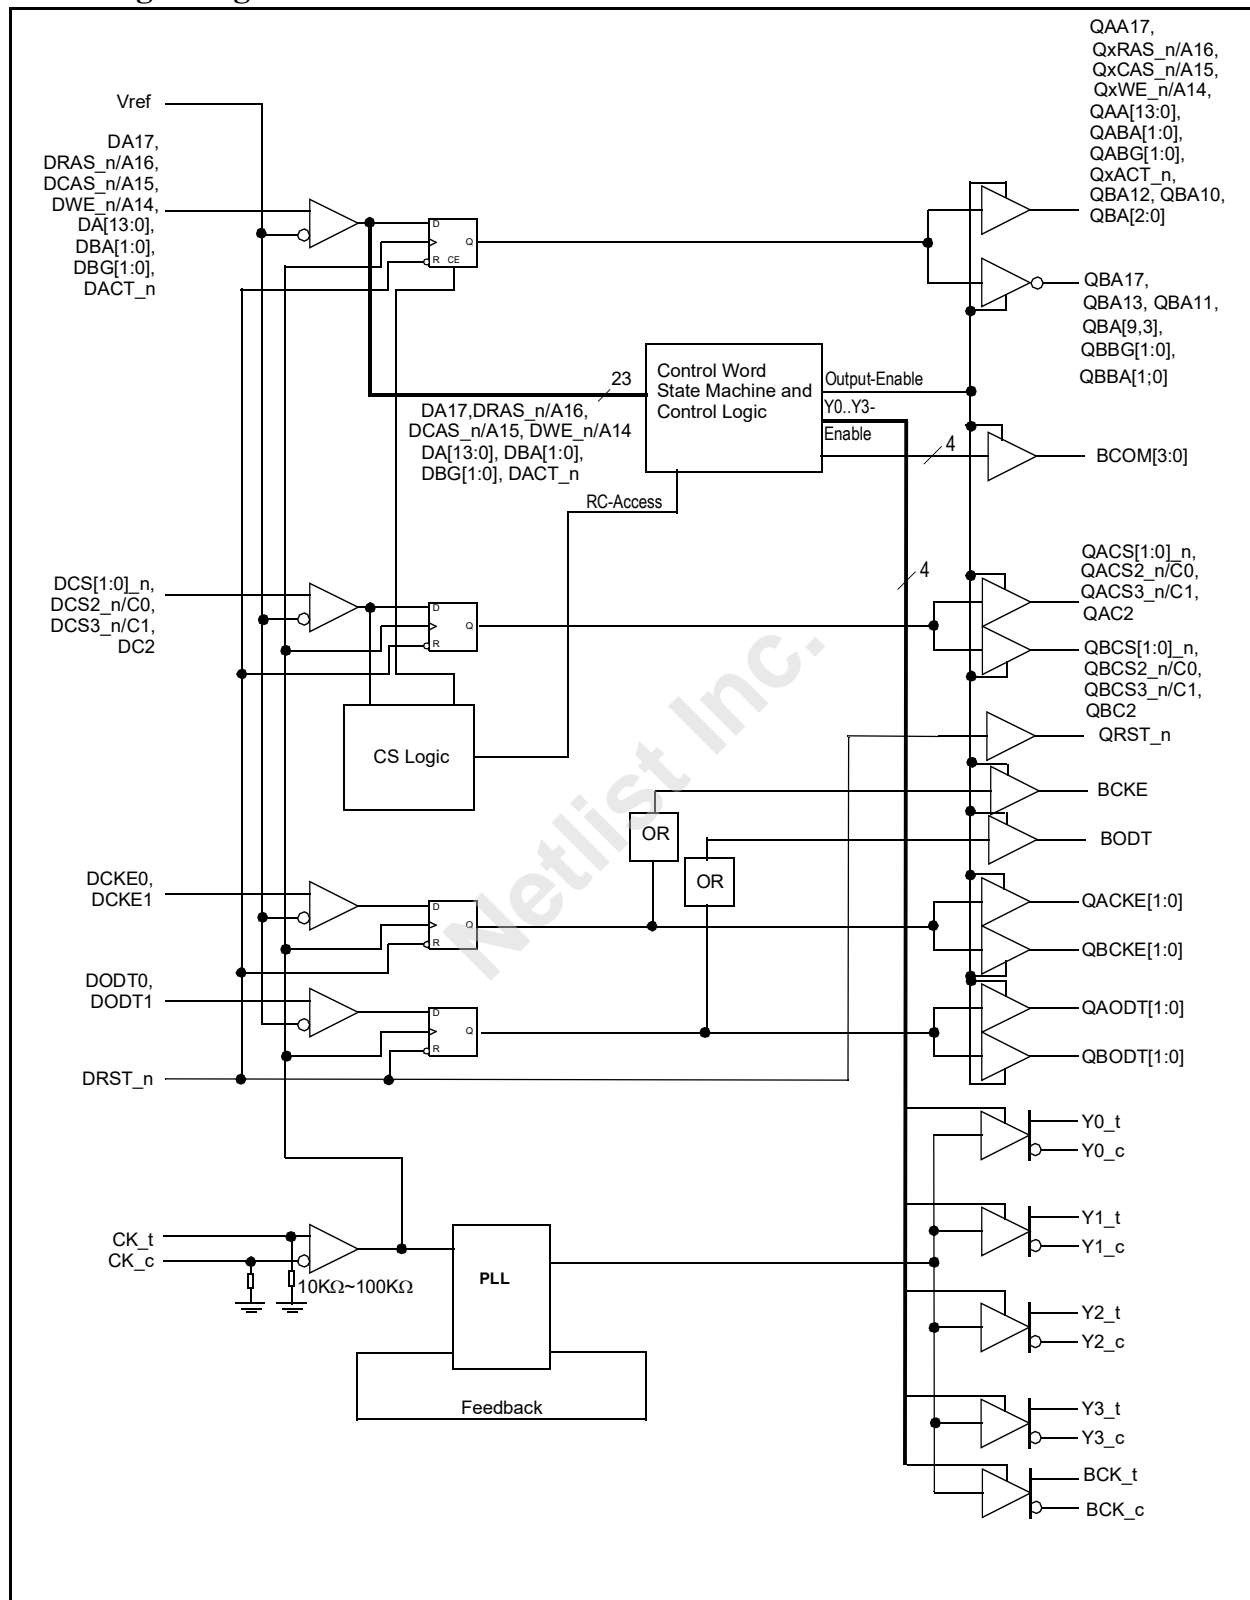 QAA17,
QxRAS_n/A16,
QxCAS_n/A15,
QxWE_n/A14,
QAA[13:0],
QABA[1:0],
QABG[1:0],
QxACT_n,
QBA12, QBA10,
QBA[2:0]
Vref
DA17,
DRAS_n/A16,
DCAS_n/A15,
DWE_n/A14,
DA[13:0],
DBA[1:0],
DBG[1:0],
DACT_n
D
Q
R CE
QBA17,
QBA13, QBA11,
QBA[9,3],
QBBG[1:0],
QBBA[1;0]
Control Word
State Machine and
Control Logic
23
Output-Enable
Y0..Y3-
Enable
4
BCOM[3:0]
DA17,DRAS_n/A16,
DCAS_n/A15, DWE_n/A14
DA[13:0], DBA[1:0],
DBG[1:0], DACT_n
RC-Access
4
DCS[1:0]_n,
DCS2_n/C0,
DCS3_n/C1,
DC2
D
Q
R
QACS[1:0]_n,
QACS2_n/C0,
QACS3_n/C1,
QAC2
QBCS[1:0]_n,
QBCS2_n/C0,
QBCS3_n/C1,
QBC2
CS Logic
QRST_n
BCKE
OR
BODT
OR
DCKE0,
DCKE1
D
Q
R
QACKE[1:0]
QBCKE[1:0]
DODT0,
DODT1
D
Q
R
QAODT[1:0]
QBODT[1:0]
DRST_n
Y0_t
Y0_c
Y1_t
Y1_c
CK_t
CK_c
10KΩ~100KΩ
PLL
Y2_t
Y2_c
Feedback
Y3_t
Y3_c
BCK_t
BCK_c
Netlist Inc.